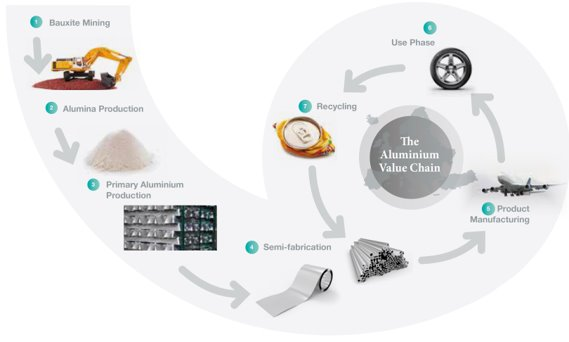 1 Bauxite Mining
2 Alumina Production
3 Primary Aluminium
Production
4 Semi-fabrication
5 Product
Manufacturing
6
Use Phase
7 Recycling
The
Aluminium
Value Chain